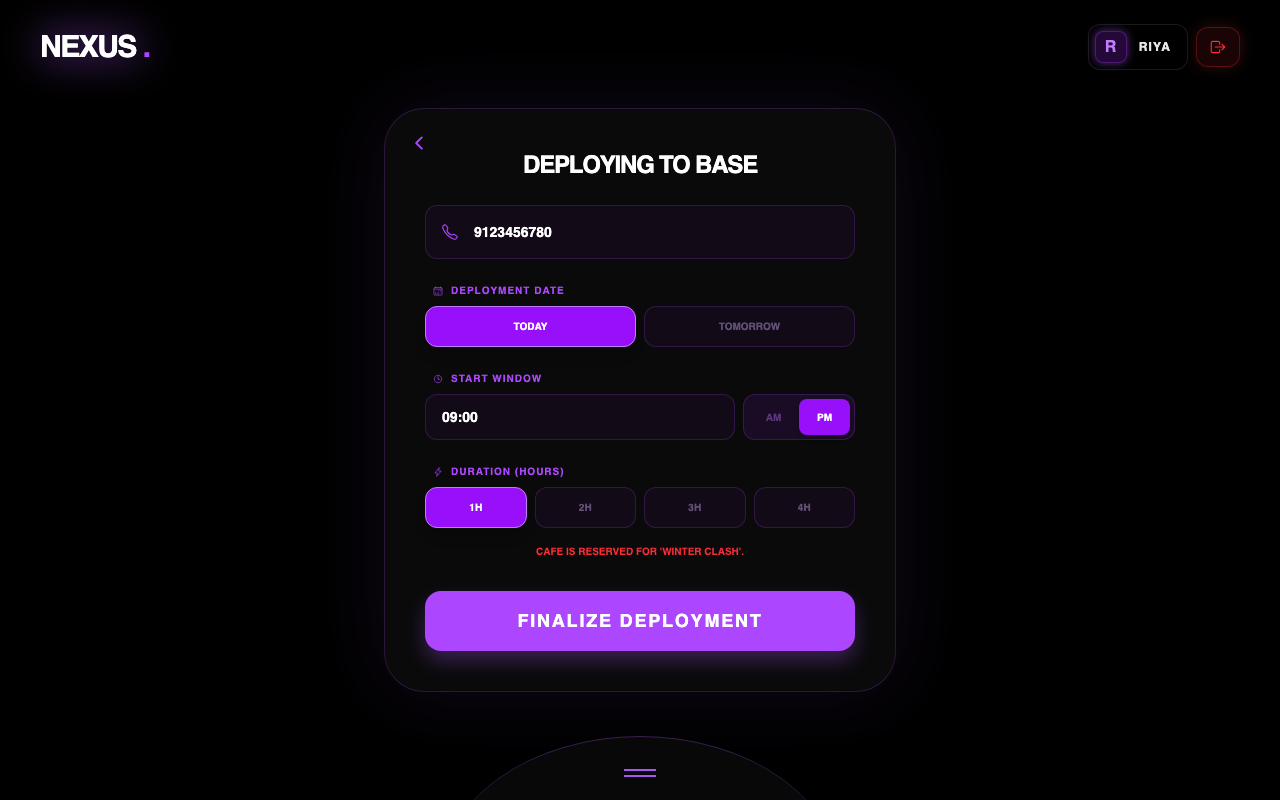 NEXUS .
R RIYA
DEPLOYING TO BASE
9123456780
DEPLOYMENT DATE
TODAY TOMORROW
START WINDOW
09:00 AM PM
DURATION (HOURS)
1H 2H 3H 4H
CAFE IS RESERVED FOR 'WINTER CLASH'.
FINALIZE DEPLOYMENT